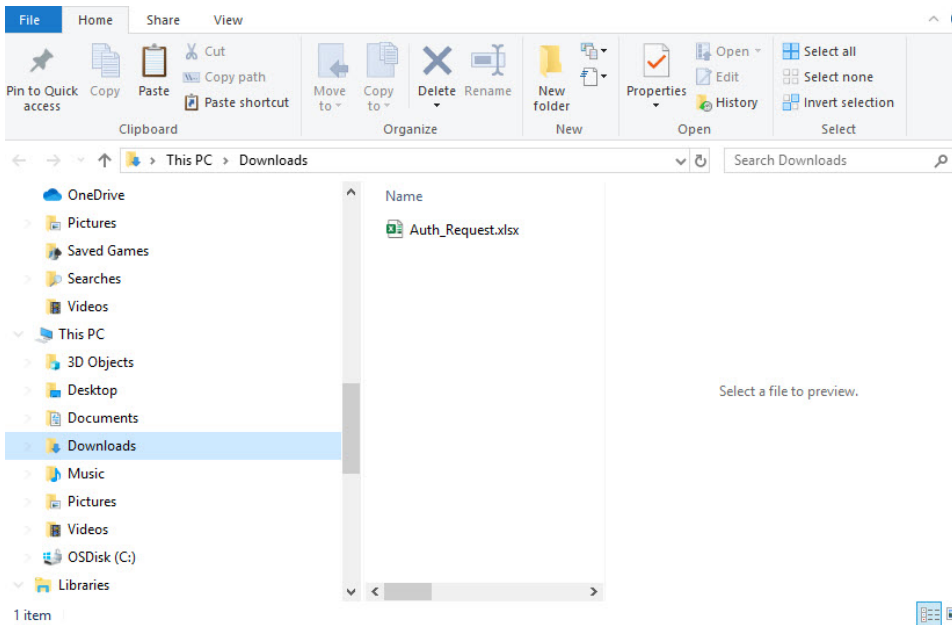 File Home Share View
Pin to Quick access
Copy
Paste
Cut
Copy path
Paste shortcut
Clipboard
Move to
Copy to
Delete
Rename
Organize
New folder
New
Properties
Open
Edit
History
Open
Select all
Select none
Invert selection
Select
This PC > Downloads
Search Downloads
OneDrive
Pictures
Saved Games
Searches
Videos
This PC
3D Objects
Desktop
Documents
Downloads
Music
Pictures
Videos
OSDisk (C:)
Libraries
Name
Auth_Request.xlsx
Select a file to preview.
1 item